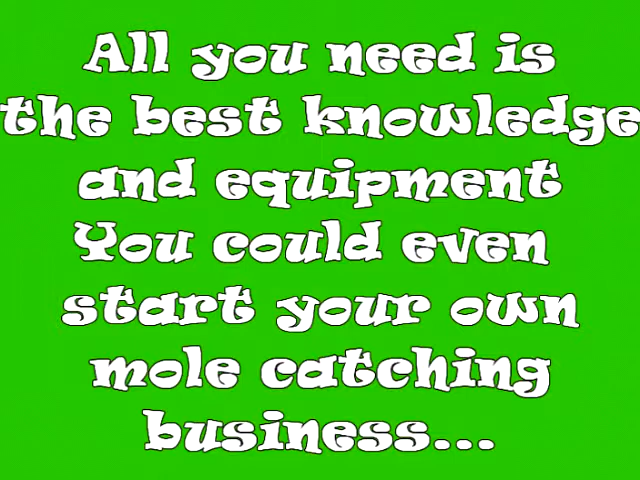 All you need is
the best knowledge
and equipment
You could even
start your own
mole catching
business...